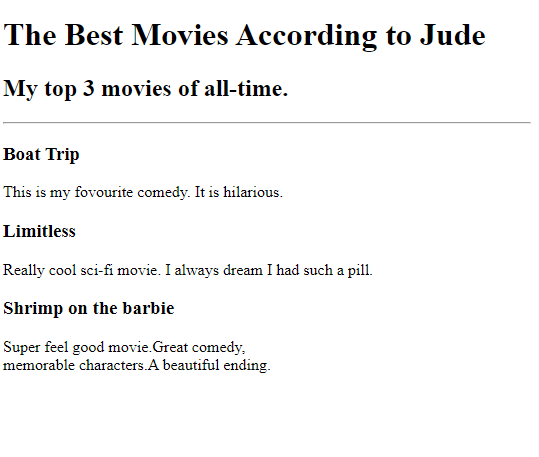 The Best Movies According to Jude
My top 3 movies of all-time.
Boat Trip
This is my fovourite comedy. It is hilarious.
Limitless
Really cool sci-fi movie. I always dream I had such a pill.
Shrimp on the barbie
Super feel good movie.Great comedy,
memorable characters.A beautiful ending.